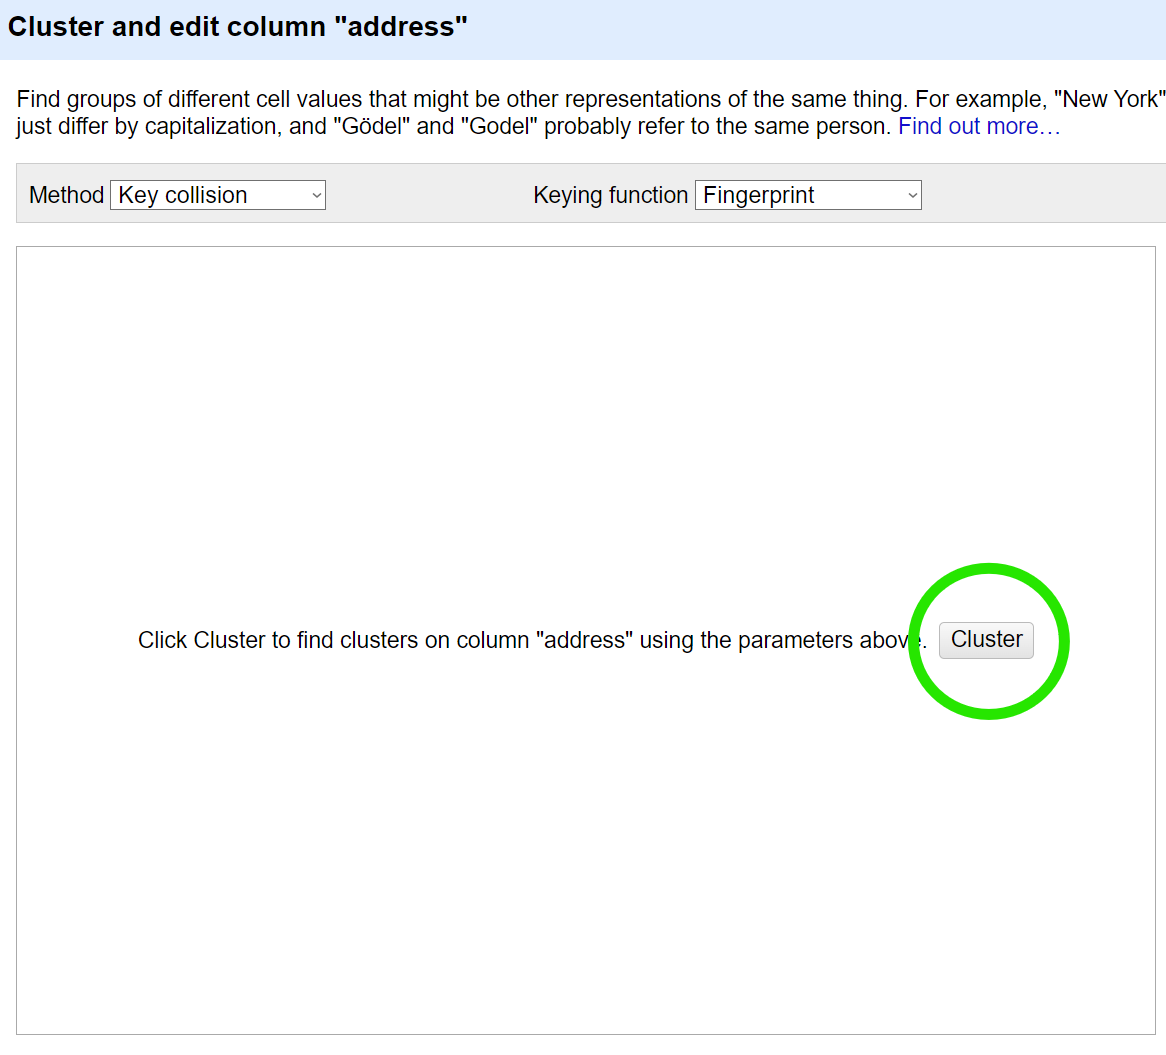 Cluster and edit column "address"
Find groups of different cell values that might be other representations of the same thing. For example, "New York"
just differ by capitalization, and "Gödel" and "Godel" probably refer to the same person. Find out more…
Method Key collision Keying function Fingerprint
Click Cluster to find clusters on column "address" using the parameters above. Cluster